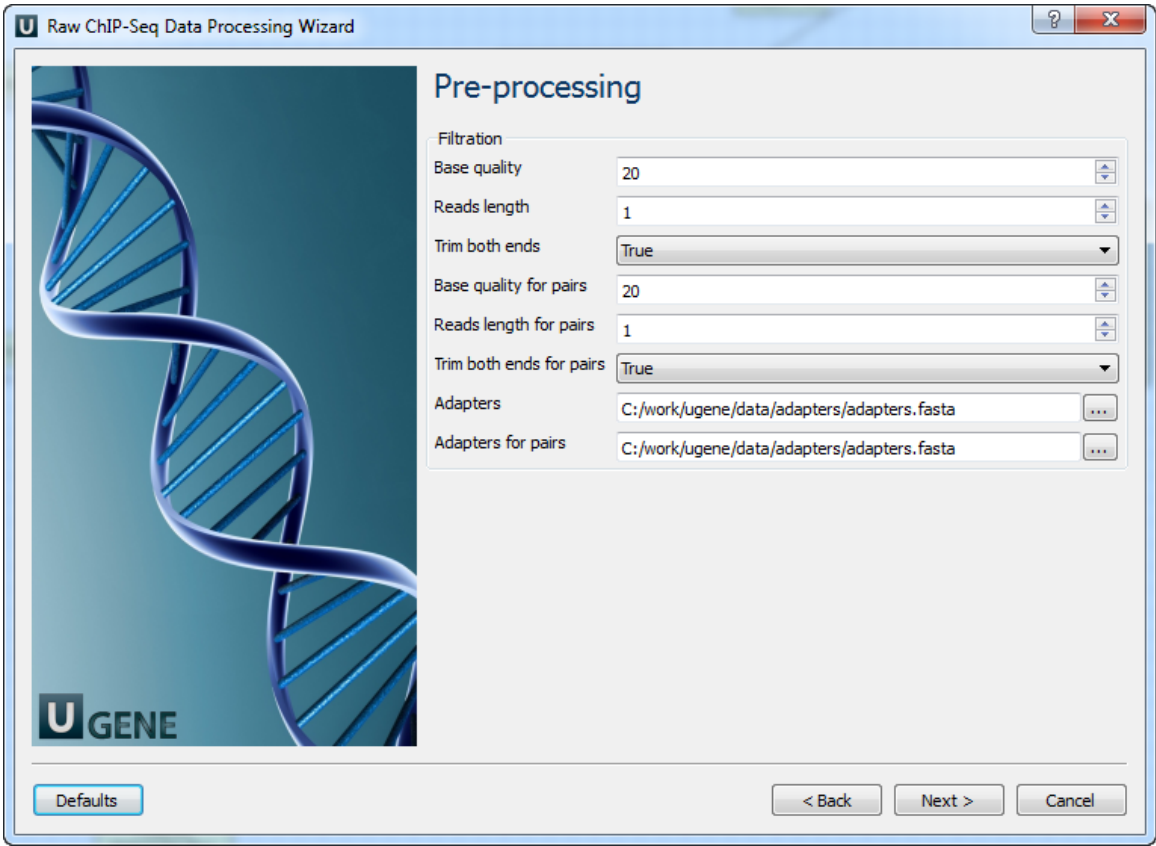 U Raw ChIP-Seq Data Processing Wizard ? X
Pre-processing
Filtration
Base quality 20
Reads length 1
Trim both ends True
Base quality for pairs 20
Reads length for pairs 1
Trim both ends for pairs True
Adapters C:/work/ugene/data/adapters/adapters.fasta ...
Adapters for pairs C:/work/ugene/data/adapters/adapters.fasta ...
U GENE
Defaults < Back Next > Cancel